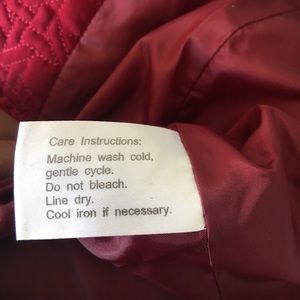 Care Instructions:
Machine wash cold,
gentle cycle.
Do not bleach.
Line dry.
Cool iron if necessary.